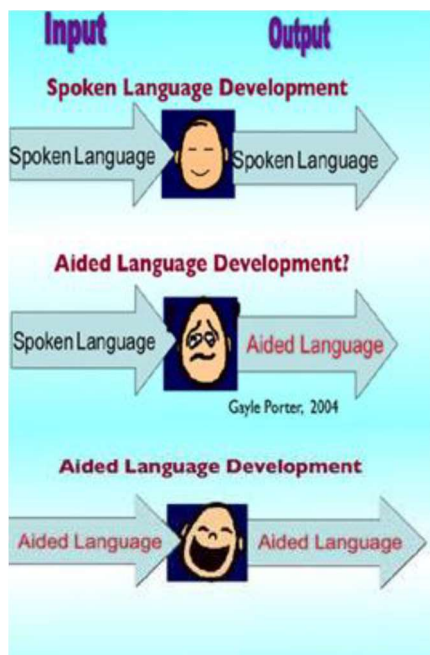 Input Output
Spoken Language Development
Spoken Language Spoken Language
Aided Language Development?
Spoken Language Aided Language
Gayle Porter, 2004
Aided Language Development
Aided Language Aided Language